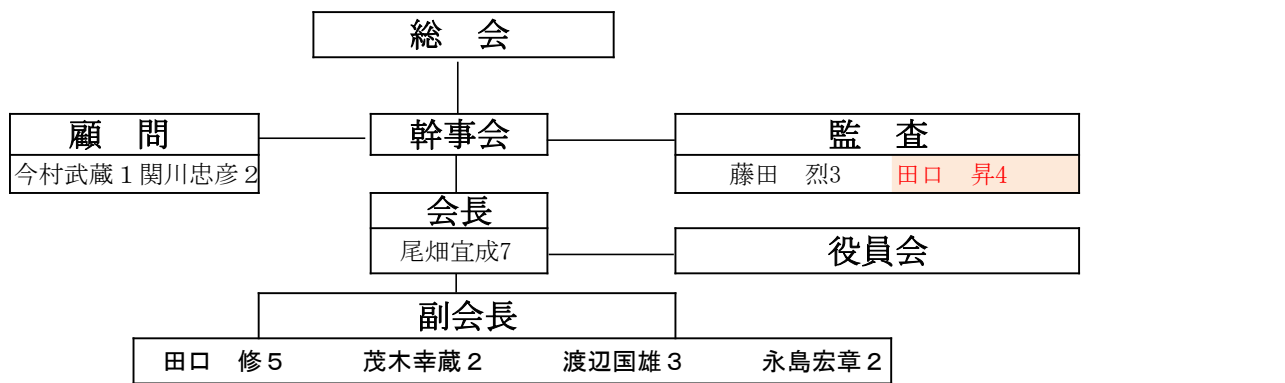 総　会
顧　問
幹事会
監　査
今村武蔵１関川忠彦２
藤田　烈3　田口　昇4
会長
尾畑宜成7
役員会
副会長
田口　修５　茂木幸蔵２　渡辺国雄３　永島宏章２